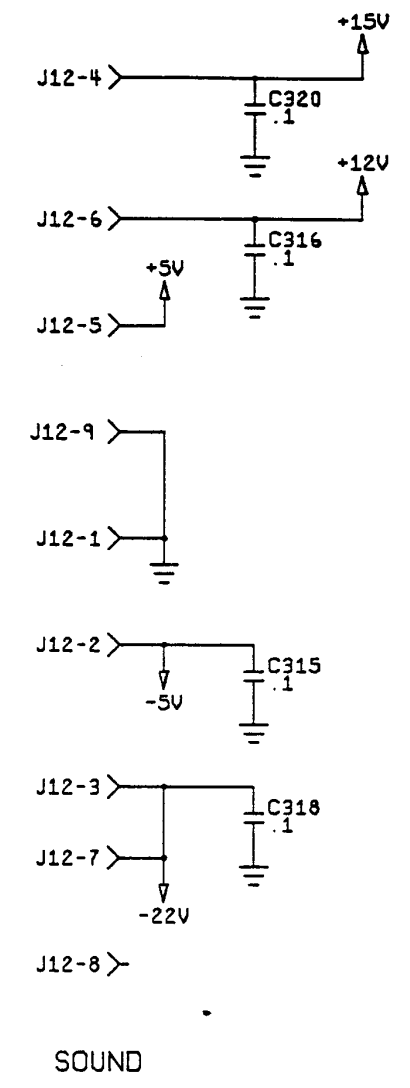 +15V
J12-4
C320
.1
+12V
J12-6
C316
.1
+5V
J12-5
J12-9
J12-1
J12-2
C315
.1
-5V
J12-3
C318
.1
J12-7
-22V
J12-8
SOUND